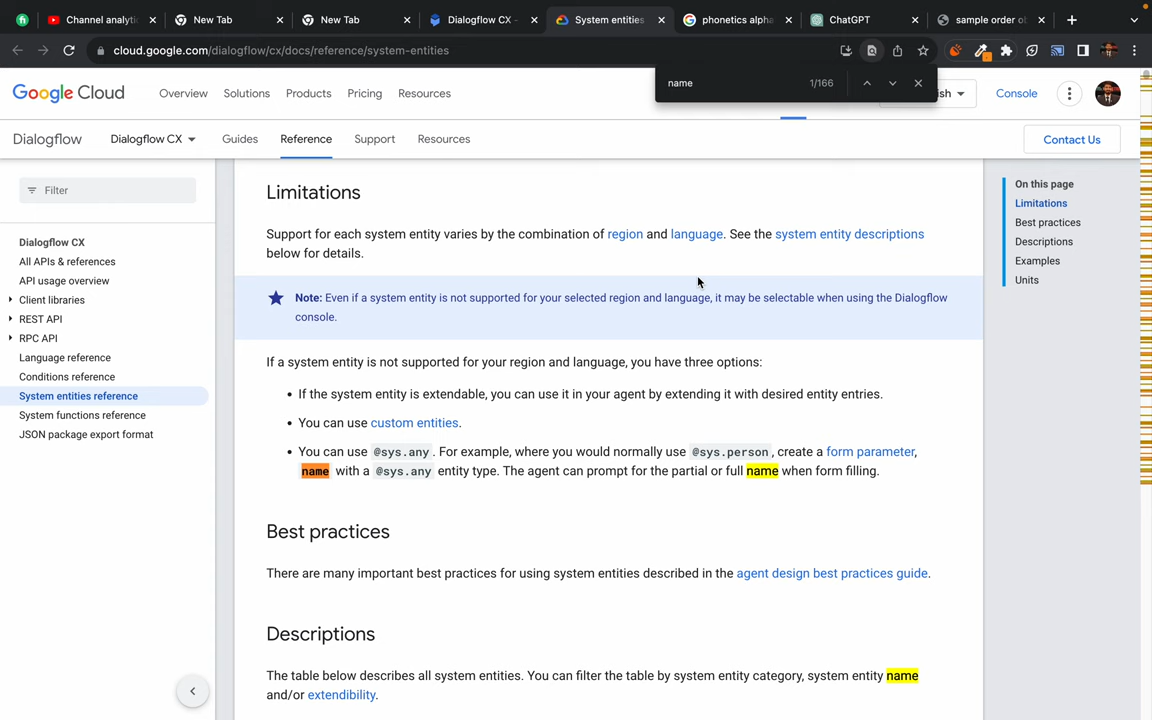 Channel analytic
New Tab
New Tab
Dialogflow CX -
System entities
phonetics alpha
ChatGPT
sample order o
cloud.google.com/dialogflow/cx/docs/reference/system-entities
name
1/166
Google Cloud
Overview
Solutions
Products
Pricing
Resources
ish
Console
Dialogflow
Dialogflow CX
Guides
Reference
Support
Resources
Contact Us
Filter
Dialogflow CX
All APIs & references
API usage overview
Client libraries
REST API
RPC API
Language reference
Conditions reference
System entities reference
System functions reference
JSON package export format
Limitations
Support for each system entity varies by the combination of region and language. See the system entity descriptions
below for details.
Note: Even if a system entity is not supported for your selected region and language, it may be selectable when using the Dialogflow
console.
If a system entity is not supported for your region and language, you have three options:
• If the system entity is extendable, you can use it in your agent by extending it with desired entity entries.
• You can use custom entities.
• You can use @sys.any. For example, where you would normally use @sys.person, create a form parameter,
name with a @sys.any entity type. The agent can prompt for the partial or full name when form filling.
Best practices
There are many important best practices for using system entities described in the agent design best practices guide.
Descriptions
The table below describes all system entities. You can filter the table by system entity category, system entity name
and/or extendibility.
On this page
Limitations
Best practices
Descriptions
Examples
Units